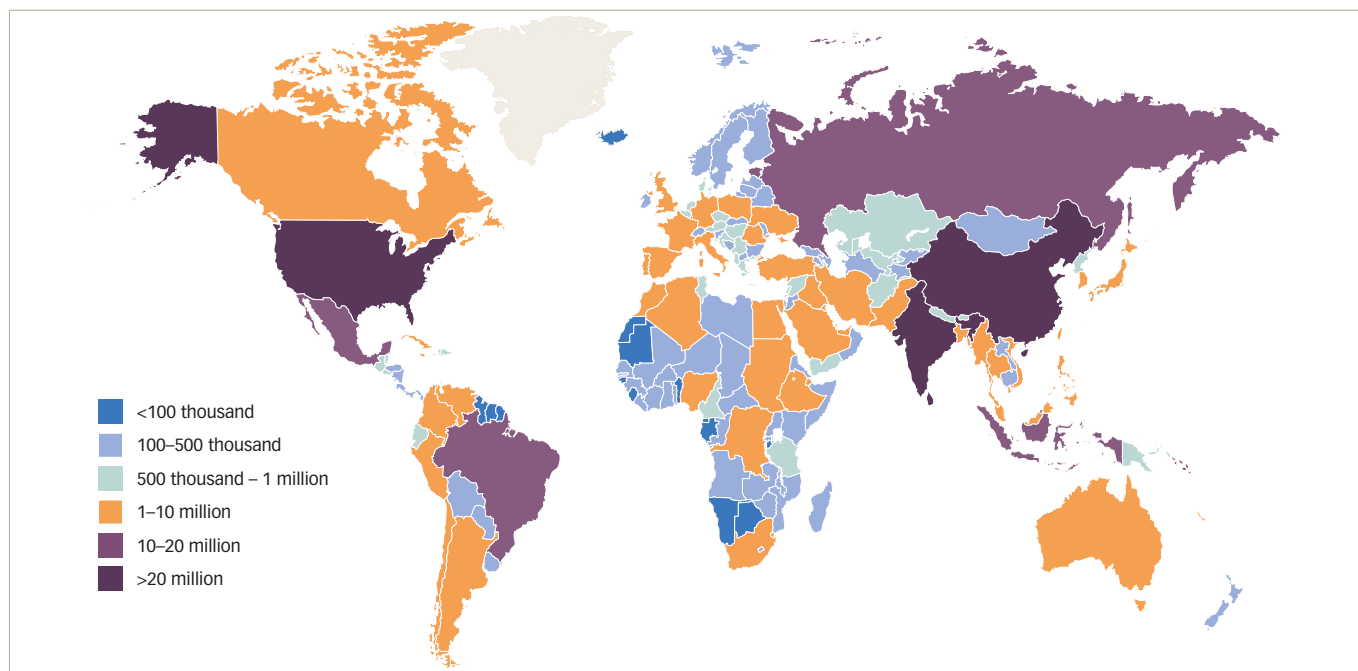 <100 thousand
100–500 thousand
500 thousand – 1 million
1–10 million
10–20 million
>20 million